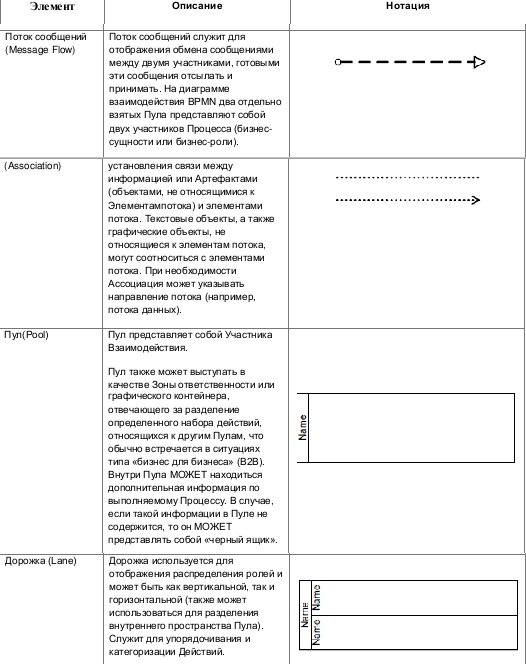 Элемент
Описание
Нотация
Поток сообщений
(Message Flow)
Поток сообщений служит для
отображения обмена сообщениями
между двумя участниками, готовыми
эти сообщения отсылать и
принимать. На диаграмме
взаимодействия BPMN два отдельно
взятых Пула представляют собой
двух участников Процесса (бизнес-
сущности или бизнес-роли).
(Association)
установления связи между
информацией или Артефактами
(объектами, не относящимися к
Элементампотока) и элементами
потока. Текстовые объекты, а также
графические объекты, не
относящиеся к элементам потока,
могут соотноситься с элементами
потока. При необходимости
Ассоциация может указывать
направление потока (например,
потока данных).
Пул(Pool)
Пул представляет собой Участника
Взаимодействия.
Пул также может выступать в
качестве Зоны ответственности или
графического контейнера,
отвечающего за разделение
определенного набора действий,
относящихся к другим Пулам, что
обычно встречается в ситуациях
типа «бизнес для бизнеса» (B2B).
Внутри Пула МОЖЕТ находиться
дополнительная информация по
выполняемому Процессу. В случае,
если такой информации в Пуле не
содержится, то он МОЖЕТ
представлять собой «черный ящик».
Name
Дорожка (Lane)
Дорожка используется для
отображения распределения ролей и
может быть как вертикальной, так и
горизонтальной (также может
использоваться для разделения
внутреннего пространства Пула).
Служит для упорядочивания и
категоризации Действий.
Name
Name
Name